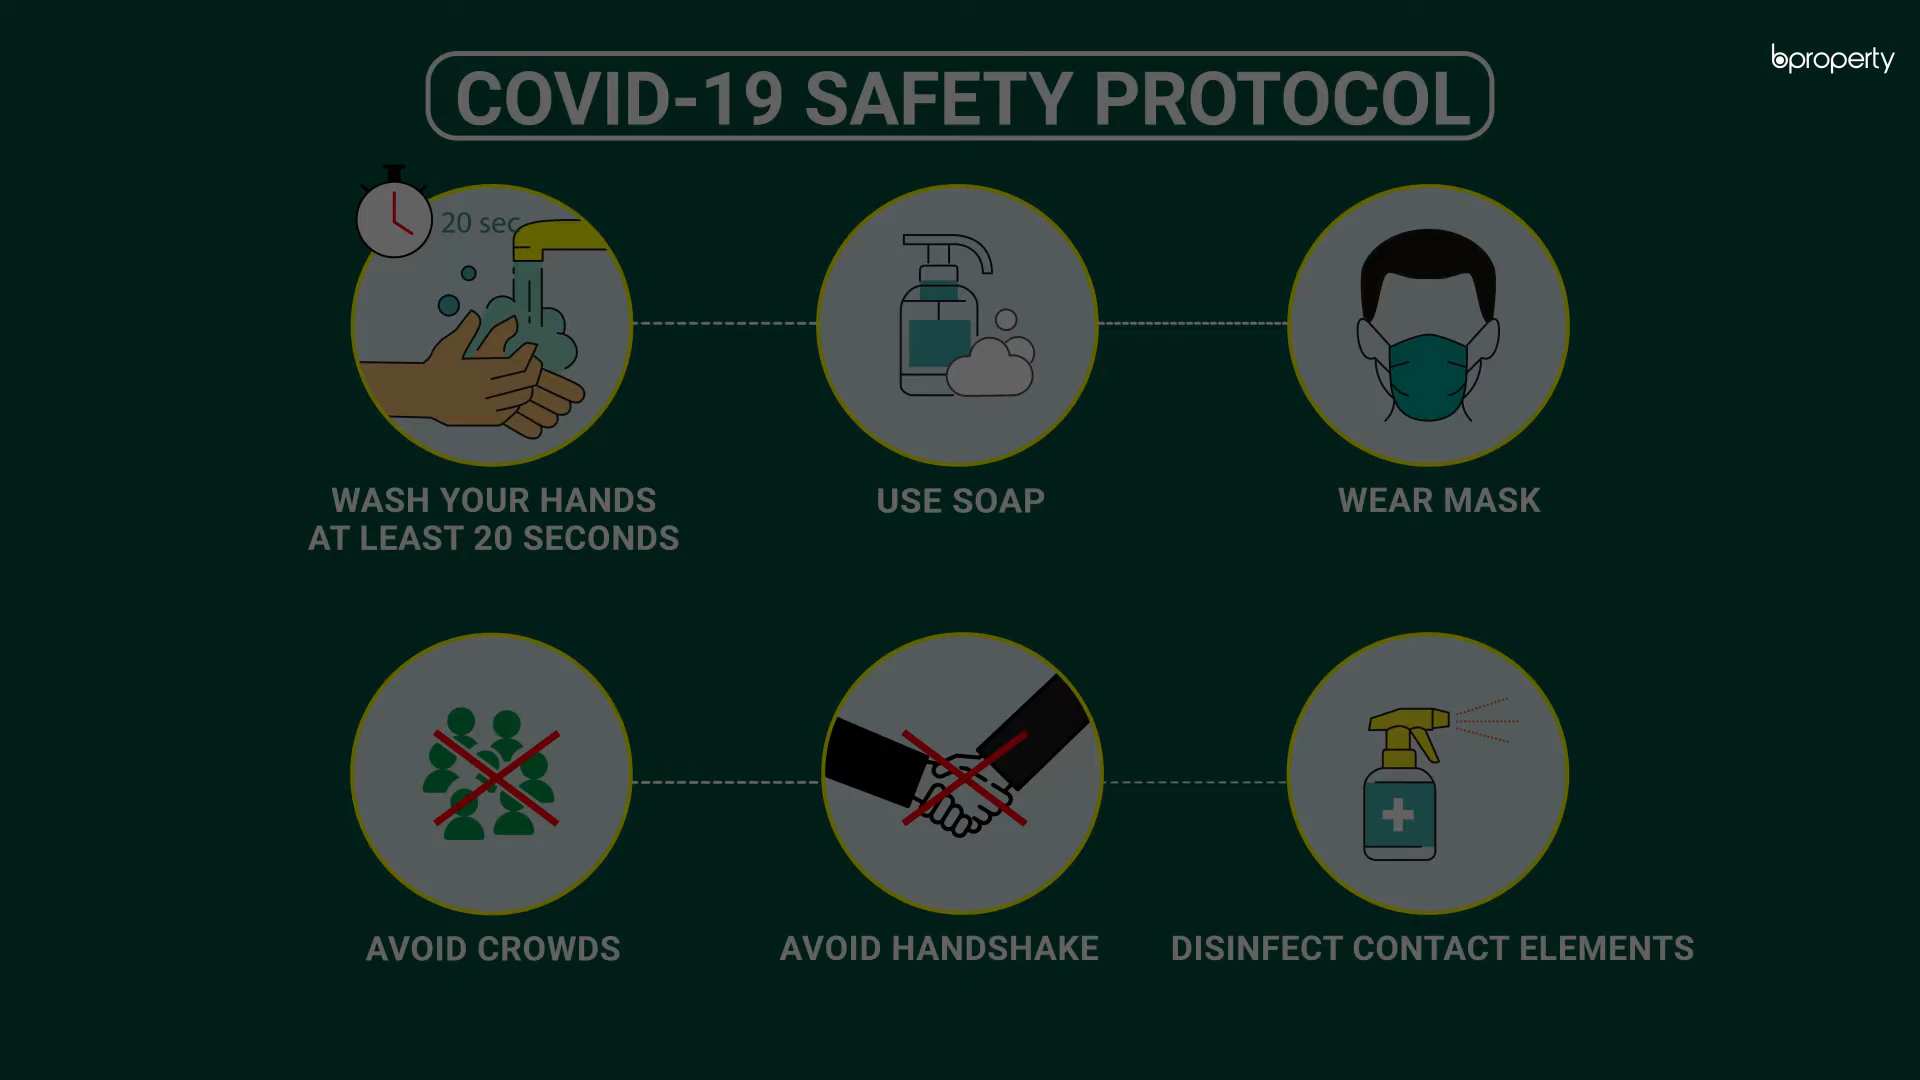 bproperty
COVID-19 SAFETY PROTOCOL
20 sec
WASH YOUR HANDS
AT LEAST 20 SECONDS
USE SOAP
WEAR MASK
AVOID CROWDS
AVOID HANDSHAKE
DISINFECT CONTACT ELEMENTS